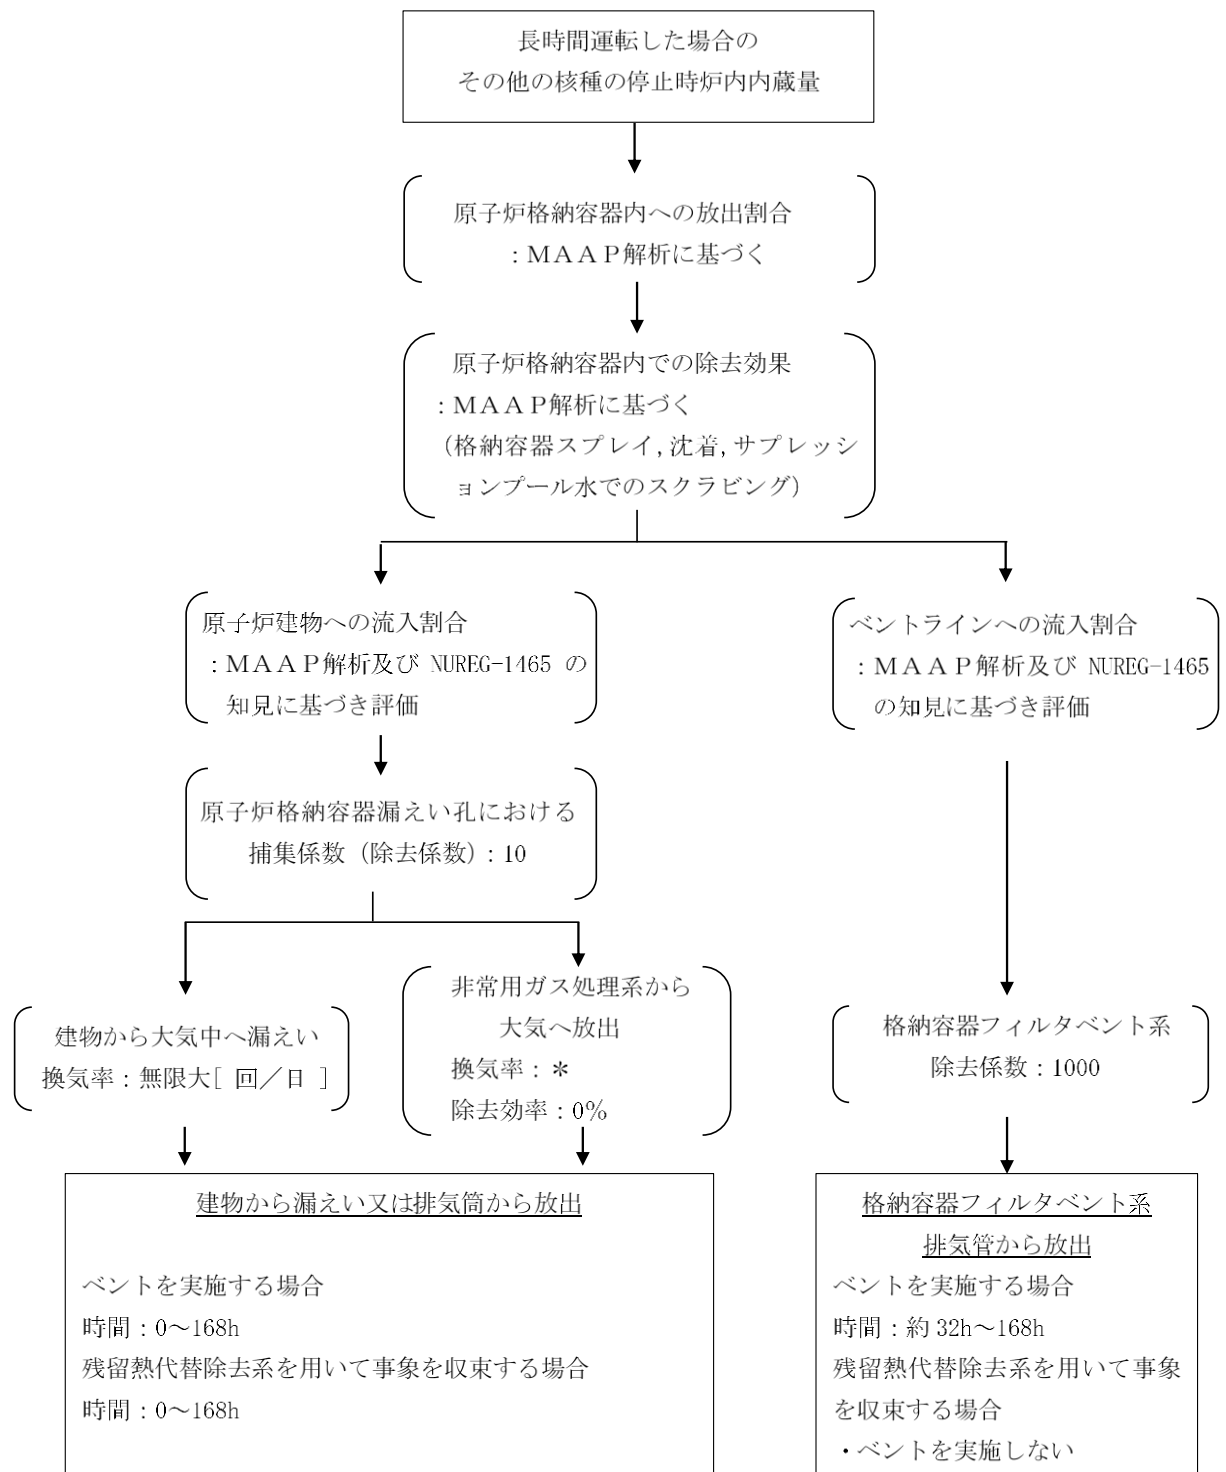 長時間運転した場合の
その他の核種の停止時炉内内蔵量
原子炉格納容器内への放出割合
：ＭＡＡＰ解析に基づく
原子炉格納容器内での除去効果
：ＭＡＡＰ解析に基づく
（格納容器スプレイ，沈着，サプレッシ
ョンプール水でのスクラビング）
原子炉建物への流入割合
：ＭＡＡＰ解析及び NUREG-1465 の
知見に基づき評価
ベントラインへの流入割合
：ＭＡＡＰ解析及び NUREG-1465
の知見に基づき評価
原子炉格納容器漏えい孔における
捕集係数（除去係数）：10
建物から大気中へ漏えい
換気率：無限大[ 回／日 ]
非常用ガス処理系から
大気へ放出
換気率：＊
除去効率：0%
格納容器フィルタベント系
除去係数：1000
建物から漏えい又は排気筒から放出
ベントを実施する場合
時間：0～168h
残留熱代替除去系を用いて事象を収束する場合
時間：0～168h
格納容器フィルタベント系
排気管から放出
ベントを実施する場合
時間：約 32h～168h
残留熱代替除去系を用いて事象
を収束する場合
・ベントを実施しない